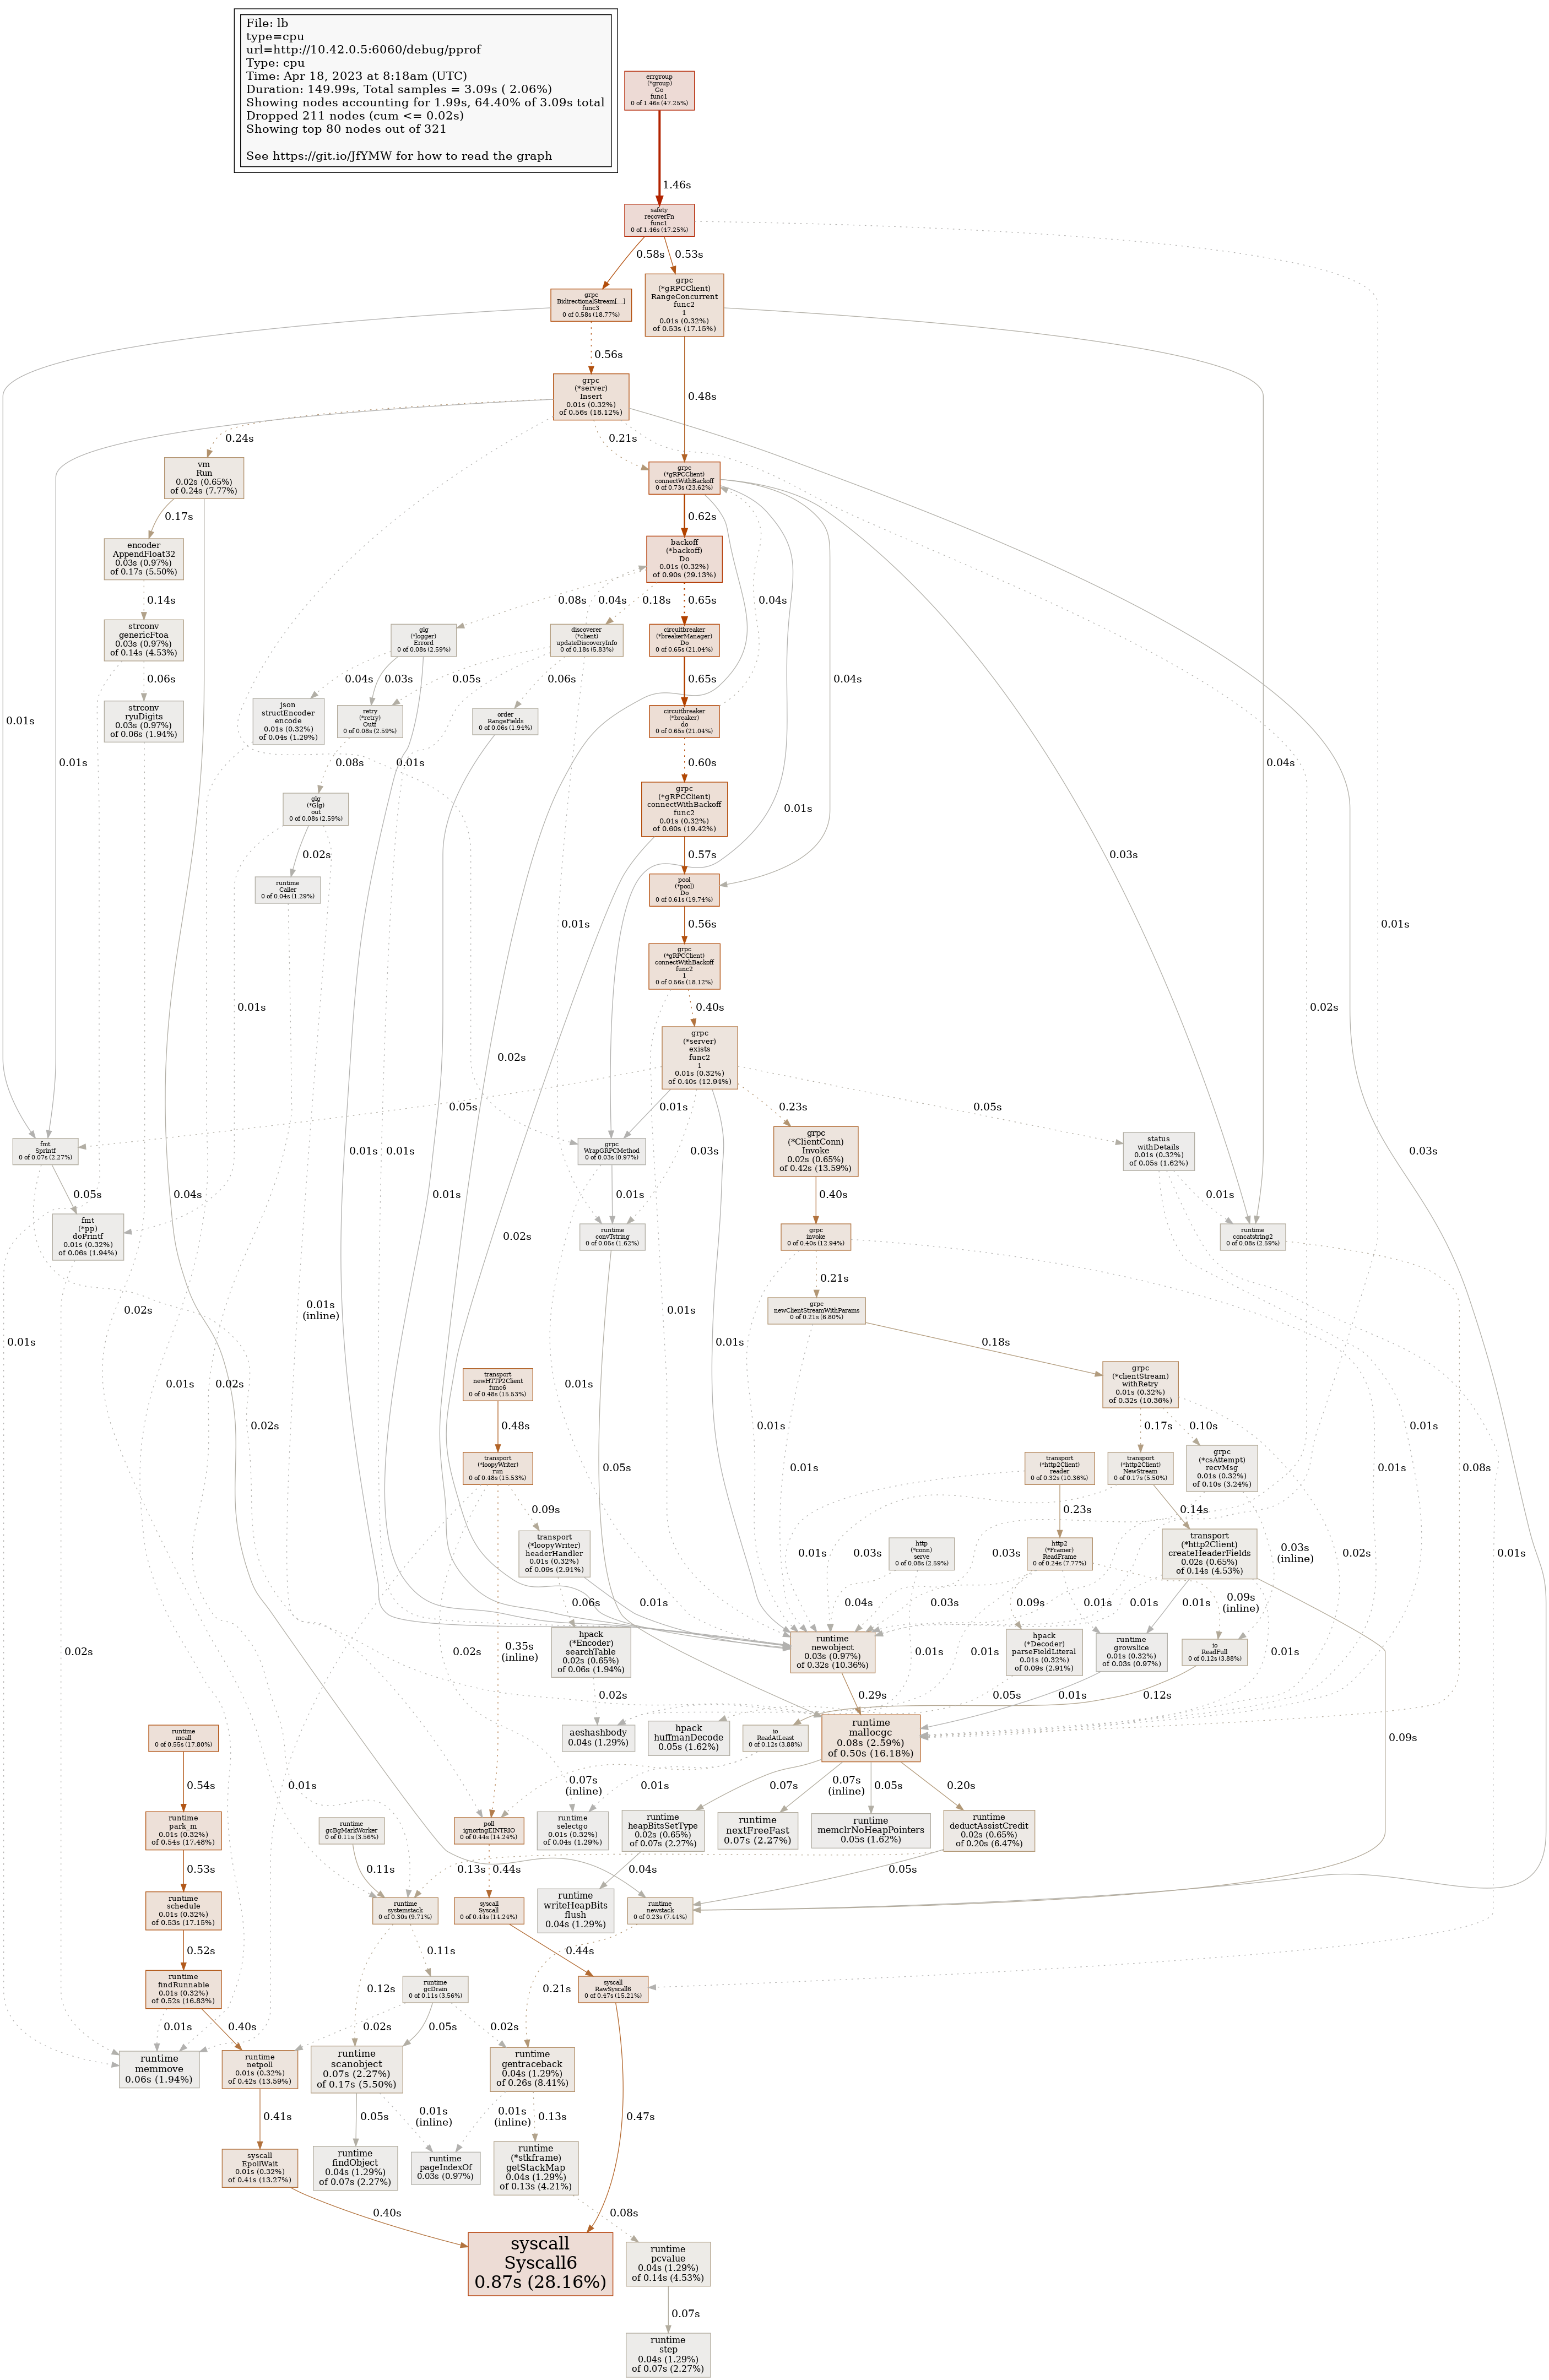 File: lb
type=cpu
url=http://10.42.0.5:6060/debug/pprof
Type: cpu
Time: Apr 18, 2023 at 8:18am (UTC)
Duration: 149.99s, Total samples = 3.09s ( 2.06%)
Showing nodes accounting for 1.99s, 64.40% of 3.09s total
Dropped 211 nodes (cum <= 0.02s)
Showing top 80 nodes out of 321
See https://git.io/JfYMW for how to read the graph
errgroup
(*group)
Go
func1
0 of 1.46s (47.25%)
1.46s
safety
recoverFn
func1
0 of 1.46s (47.25%)
0.58s
0.53s
grpc
BidirectionalStream[...]
func3
0 of 0.58s (18.77%)
grpc
(*gRPCClient)
RangeConcurrent
func2
1
0.01s (0.32%)
of 0.53s (17.15%)
0.56s
0.48s
grpc
(*server)
Insert
0.01s (0.32%)
of 0.56s (18.12%)
0.24s
0.21s
vm
Run
0.02s (0.65%)
of 0.24s (7.77%)
grpc
(*gRPCClient)
connectWithBackoff
0 of 0.73s (23.62%)
0.17s
0.62s
encoder
AppendFloat32
0.03s (0.97%)
of 0.17s (5.50%)
backoff
(*backoff)
Do
0.01s (0.32%)
of 0.90s (29.13%)
0.14s
0.08s
0.04s
0.18s
0.65s
0.04s
0.04s
strconv
genericFtoa
0.03s (0.97%)
of 0.14s (4.53%)
glg
(*logger)
Errord
0 of 0.08s (2.59%)
discoverer
(*client)
updateDiscoveryInfo
0 of 0.18s (5.83%)
circuitbreaker
(*breakerManager)
Do
0 of 0.65s (21.04%)
0.06s
0.04s
0.03s
0.05s
0.06s
0.65s
strconv
ryuDigits
0.03s (0.97%)
of 0.06s (1.94%)
json
structEncoder
encode
0.01s (0.32%)
of 0.04s (1.29%)
retry
(*retry)
Outf
0 of 0.08s (2.59%)
order
RangeFields
0 of 0.06s (1.94%)
circuitbreaker
(*breaker)
do
0 of 0.65s (21.04%)
0.01s
0.01s
0.08s
0.01s
0.60s
0.04s
glg
(*Glg)
out
0 of 0.08s (2.59%)
grpc
(*gRPCClient)
connectWithBackoff
func2
0.01s (0.32%)
of 0.60s (19.42%)
0.01s
0.02s
0.57s
0.03s
runtime
Caller
0 of 0.04s (1.29%)
pool
(*pool)
Do
0 of 0.61s (19.74%)
0.01s
0.56s
0.01s
grpc
(*gRPCClient)
connectWithBackoff
func2
1
0 of 0.56s (18.12%)
0.01s
0.40s
0.02s
0.02s
grpc
(*server)
exists
func2
1
0.01s (0.32%)
of 0.40s (12.94%)
0.05s
0.01s
0.23s
0.05s
fmt
Sprintf
0 of 0.07s (2.27%)
grpc
WrapGRPCMethod
0 of 0.03s (0.97%)
grpc
(*ClientConn)
Invoke
0.02s (0.65%)
of 0.42s (13.59%)
status
withDetails
0.01s (0.32%)
of 0.05s (1.62%)
0.01s
0.01s
0.03s
0.03s
0.05s
0.04s
0.01s
0.01s
0.40s
0.01s
fmt
(*pp)
doPrintf
0.01s (0.32%)
of 0.06s (1.94%)
runtime
convTstring
0 of 0.05s (1.62%)
grpc
invoke
0 of 0.40s (12.94%)
runtime
concatstring2
0 of 0.08s (2.59%)
0.02s
0.21s
grpc
newClientStreamWithParams
0 of 0.21s (6.80%)
0.02s
0.01s
(inline)
0.01s
0.01s
0.01s
0.18s
grpc
(*clientStream)
withRetry
0.01s (0.32%)
of 0.32s (10.36%)
transport
newHTTP2Client
func6
0 of 0.48s (15.53%)
0.01s
0.02s
0.01s
0.02s
0.48s
0.01s
0.01s
0.17s
0.10s
0.01s
transport
(*loopyWriter)
run
0 of 0.48s (15.53%)
0.05s
0.01s
transport
(*http2Client)
reader
0 of 0.32s (10.36%)
transport
(*http2Client)
NewStream
0 of 0.17s (5.50%)
grpc
(*csAttempt)
recvMsg
0.01s (0.32%)
of 0.10s (3.24%)
0.01s
0.08s
0.09s
0.23s
0.14s
transport
(*loopyWriter)
headerHandler
0.01s (0.32%)
of 0.09s (2.91%)
http
(*conn)
serve
0 of 0.08s (2.59%)
http2
(*Framer)
ReadFrame
0 of 0.24s (7.77%)
transport
(*http2Client)
createHeaderFields
0.02s (0.65%)
of 0.14s (4.53%)
0.01s
0.03s
0.03s
0.03s
(inline)
0.02s
0.01s
0.06s
0.01s
0.04s
0.03s
0.09s
0.01s
0.01s
0.01s
0.09s
(inline)
runtime
newobject
0.03s (0.97%)
of 0.32s (10.36%)
hpack
(*Encoder)
searchTable
0.02s (0.65%)
of 0.06s (1.94%)
hpack
(*Decoder)
parseFieldLiteral
0.01s (0.32%)
of 0.09s (2.91%)
runtime
growslice
0.01s (0.32%)
of 0.03s (0.97%)
io
ReadFull
0 of 0.12s (3.88%)
0.02s
0.35s
(inline)
0.01s
0.01s
0.01s
0.02s
0.29s
0.05s
0.01s
0.12s
aeshashbody
0.04s (1.29%)
hpack
huffmanDecode
0.05s (1.62%)
io
ReadAtLeast
0 of 0.12s (3.88%)
runtime
mallocgc
0.08s (2.59%)
of 0.50s (16.18%)
0.09s
runtime
mcall
0 of 0.55s (17.80%)
0.54s
0.01s
0.07s
(inline)
0.01s
0.07s
0.07s
(inline)
0.05s
0.20s
runtime
park_m
0.01s (0.32%)
of 0.54s (17.48%)
runtime
gcBgMarkWorker
0 of 0.11s (3.56%)
poll
ignoringEINTRIO
0 of 0.44s (14.24%)
runtime
selectgo
0.01s (0.32%)
of 0.04s (1.29%)
runtime
heapBitsSetType
0.02s (0.65%)
of 0.07s (2.27%)
runtime
nextFreeFast
0.07s (2.27%)
runtime
memclrNoHeapPointers
0.05s (1.62%)
runtime
deductAssistCredit
0.02s (0.65%)
of 0.20s (6.47%)
0.53s
0.11s
0.13s
0.44s
0.04s
0.05s
runtime
schedule
0.01s (0.32%)
of 0.53s (17.15%)
runtime
systemstack
0 of 0.30s (9.71%)
syscall
Syscall
0 of 0.44s (14.24%)
runtime
writeHeapBits
flush
0.04s (1.29%)
runtime
newstack
0 of 0.23s (7.44%)
0.52s
0.11s
0.44s
runtime
findRunnable
0.01s (0.32%)
of 0.52s (16.83%)
0.12s
runtime
gcDrain
0 of 0.11s (3.56%)
0.21s
syscall
RawSyscall6
0 of 0.47s (15.21%)
0.01s
0.40s
0.02s
0.05s
0.02s
runtime
memmove
0.06s (1.94%)
runtime
netpoll
0.01s (0.32%)
of 0.42s (13.59%)
runtime
scanobject
0.07s (2.27%)
of 0.17s (5.50%)
runtime
gentraceback
0.04s (1.29%)
of 0.26s (8.41%)
0.41s
0.05s
0.01s
(inline)
0.01s
(inline)
0.13s
0.47s
syscall
EpollWait
0.01s (0.32%)
of 0.41s (13.27%)
runtime
findObject
0.04s (1.29%)
of 0.07s (2.27%)
runtime
pageIndexOf
0.03s (0.97%)
runtime
(*stkframe)
getStackMap
0.04s (1.29%)
of 0.13s (4.21%)
0.40s
0.08s
syscall
Syscall6
0.87s (28.16%)
runtime
pcvalue
0.04s (1.29%)
of 0.14s (4.53%)
0.07s
runtime
step
0.04s (1.29%)
of 0.07s (2.27%)